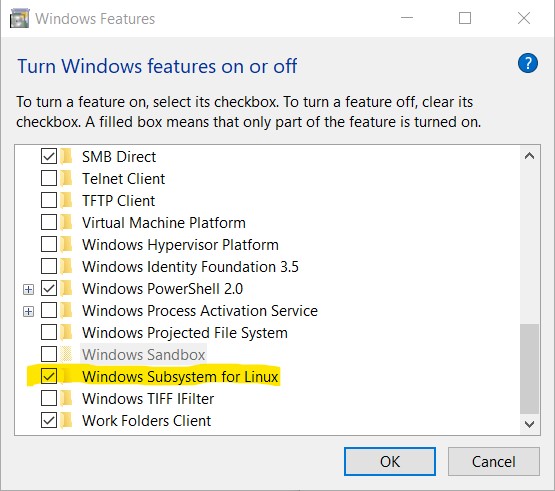 Windows Features
Turn Windows features on or off
?
To turn a feature on, select its checkbox. To turn a feature off, clear its
checkbox. A filled box means that only part of the feature is turned on.
SMB Direct
Telnet Client
TFTP Client
Virtual Machine Platform
Windows Hypervisor Platform
Windows Identity Foundation 3.5
Windows PowerShell 2.0
Windows Process Activation Service
Windows Projected File System
Windows Sandbox
Windows Subsystem for Linux
Windows TIFF IFilter
Work Folders Client
OK
Cancel